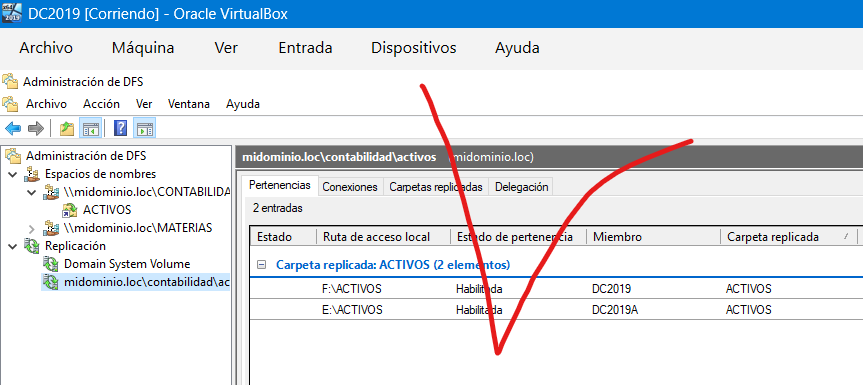 x64
2019
DC2019 [Corriendo] - Oracle VirtualBox
Archivo Máquina Ver Entrada Dispositivos Ayuda
Administración de DFS
Archivo Acción Ver Ventana Ayuda
Administración de DFS
Espacios de nombres
\\midominio.loc\CONTABILIDA
ACTIVOS
\\midominio.loc\MATERIAS
Replicación
Domain System Volume
midominio.loc\contabilidad\ac
midominio.loc\contabilidad\activos (midominio.loc)
Pertenencias Conexiones Carpetas replicadas Delegación
2 entradas
Estado Ruta de acceso local Estado de pertenencia Miembro Carpeta replicada
Carpeta replicada: ACTIVOS (2 elementos)
F:\ACTIVOS Habilitada DC2019 ACTIVOS
E:\ACTIVOS Habilitada DC2019A ACTIVOS